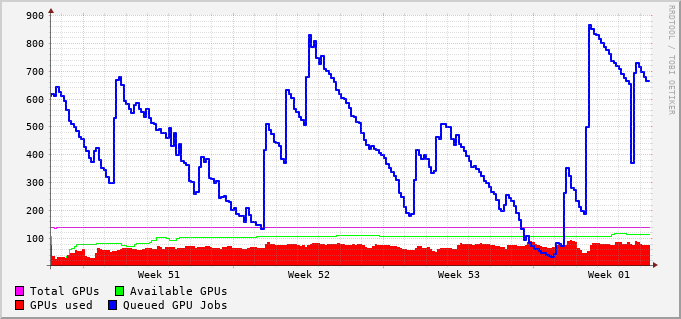 900
800
700
600
500
400
300
200
100
0
Week 51 Week 52 Week 53 Week 01
Total GPUs Available GPUs
GPUs used Queued GPU Jobs
RRDTOOL / TOBI OETIKER